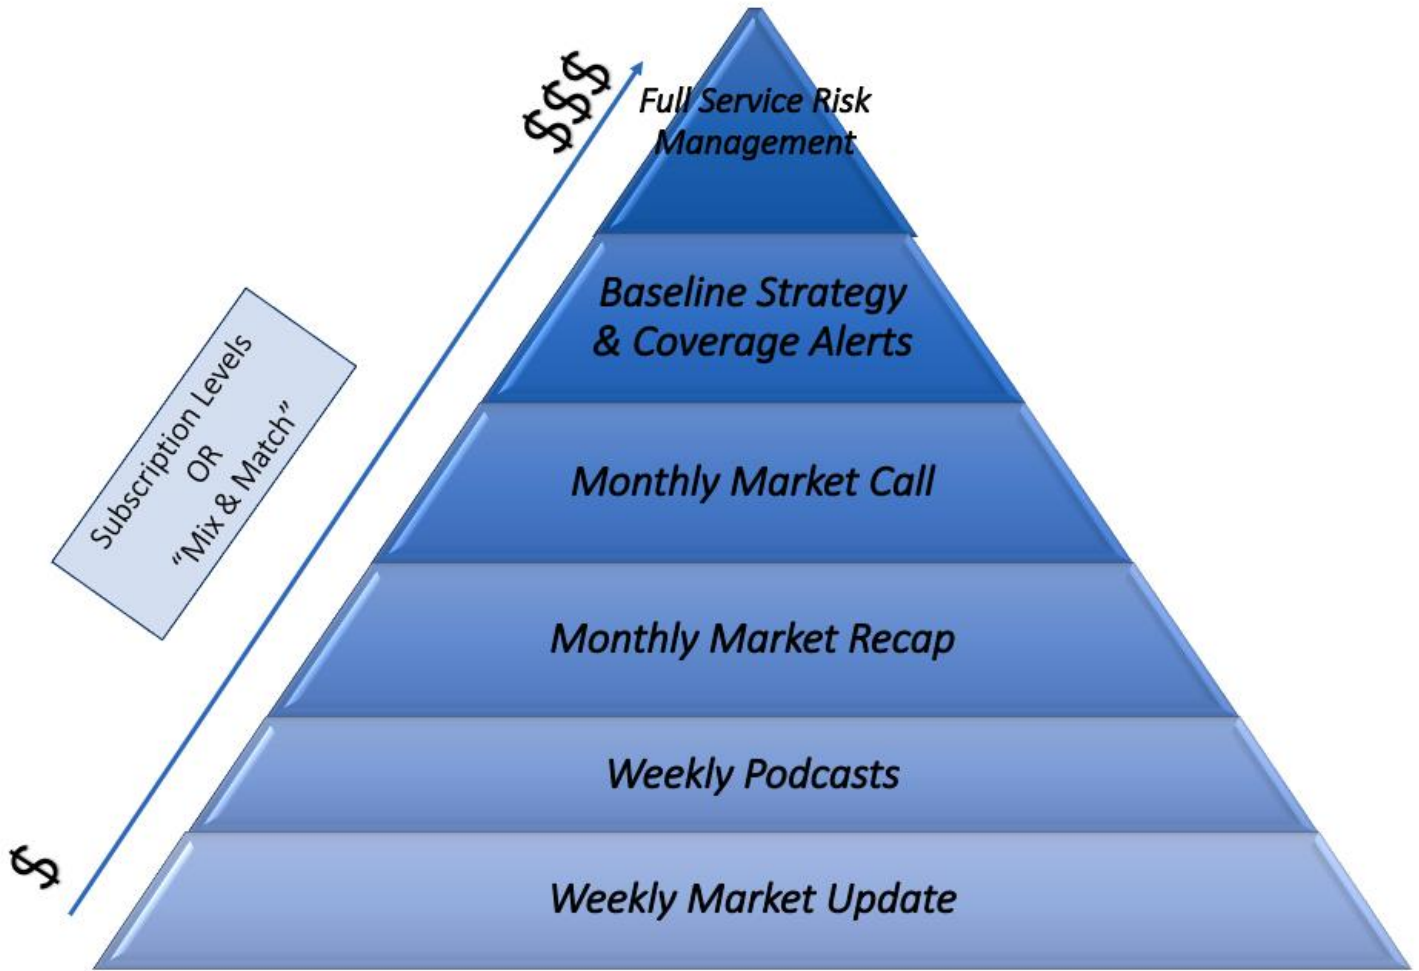 $$$
Full Service Risk
Management
Baseline Strategy
& Coverage Alerts
Subscription Levels
OR
“Mix & Match”
Monthly Market Call
Monthly Market Recap
Weekly Podcasts
$
Weekly Market Update